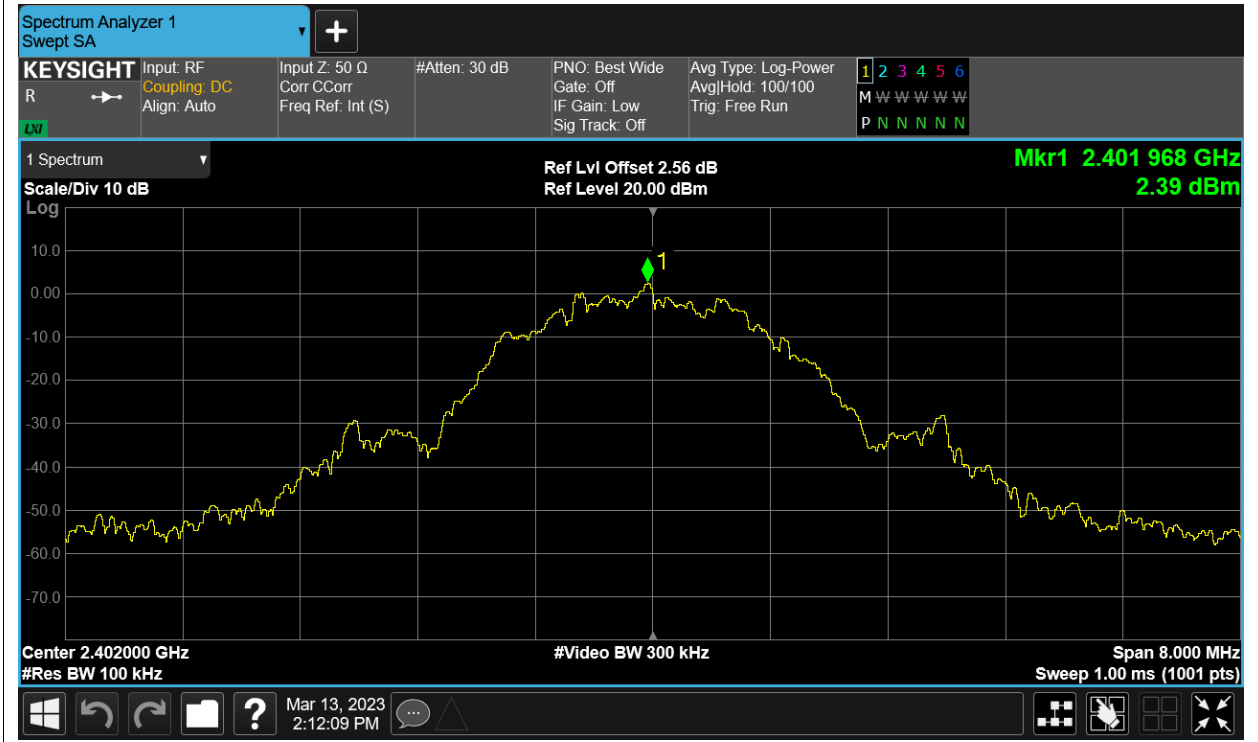 Spectrum Analyzer 1
Swept SA
KEYSIGHT
R
LXI
Input: RF
Coupling: DC
Align: Auto
Input Z: 50 Ω
Corr CCorr
Freq Ref: Int (S)
#Atten: 30 dB
PNO: Best Wide
Gate: Off
IF Gain: Low
Sig Track: Off
Avg Type: Log-Power
Avg|Hold: 100/100
Trig: Free Run
1 2 3 4 5 6
M W W W W W
P N N N N N
1 Spectrum
Scale/Div 10 dB
Log
Ref Lvl Offset 2.56 dB
Ref Level 20.00 dBm
Mkr1 2.401 968 GHz
2.39 dBm
1
10.0
0.00
-10.0
-20.0
-30.0
-40.0
-50.0
-60.0
-70.0
Center 2.402000 GHz
#Video BW 300 kHz
Span 8.000 MHz
#Res BW 100 kHz
Sweep 1.00 ms (1001 pts)
?
Mar 13, 2023
2:12:09 PM